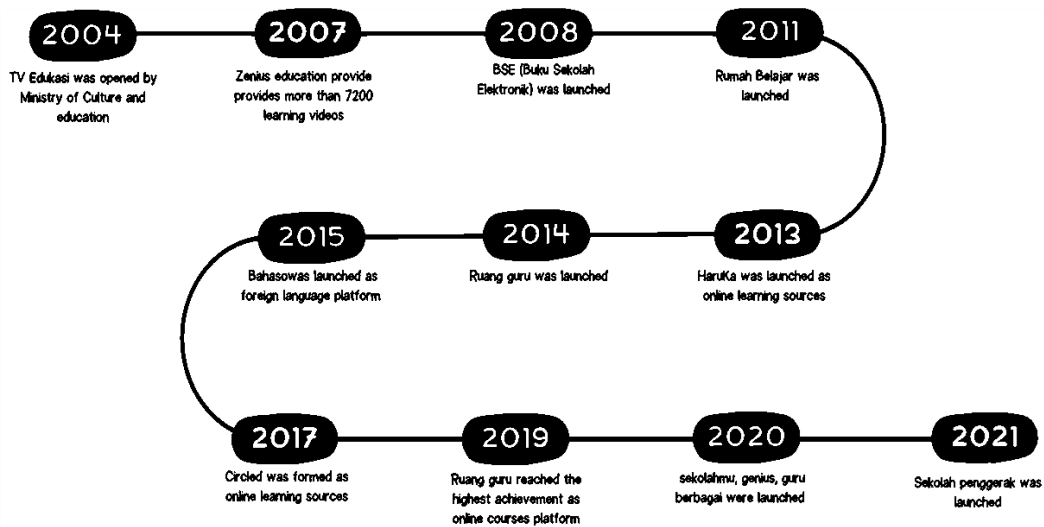 2004
TV Edukasi was opened by
Ministry of Culture and
education
2007
Zenius education provide
provides more than 7200
learning videos
2008
BSE (Buku Sekolah
Elektronik) was launched
2011
Rumah Belajar was
launched
2013
HaruKa was launched as
online learning sources
2014
Ruang guru was launched
2015
Bahasowas launched as
foreign language platform
2017
Circled was formed as
online learning sources
2019
Ruang guru reached the
highest achievement as
online courses platform
2020
sekolahmu, genius, guru
berbagai were launched
2021
Sekolah penggerak was
launched